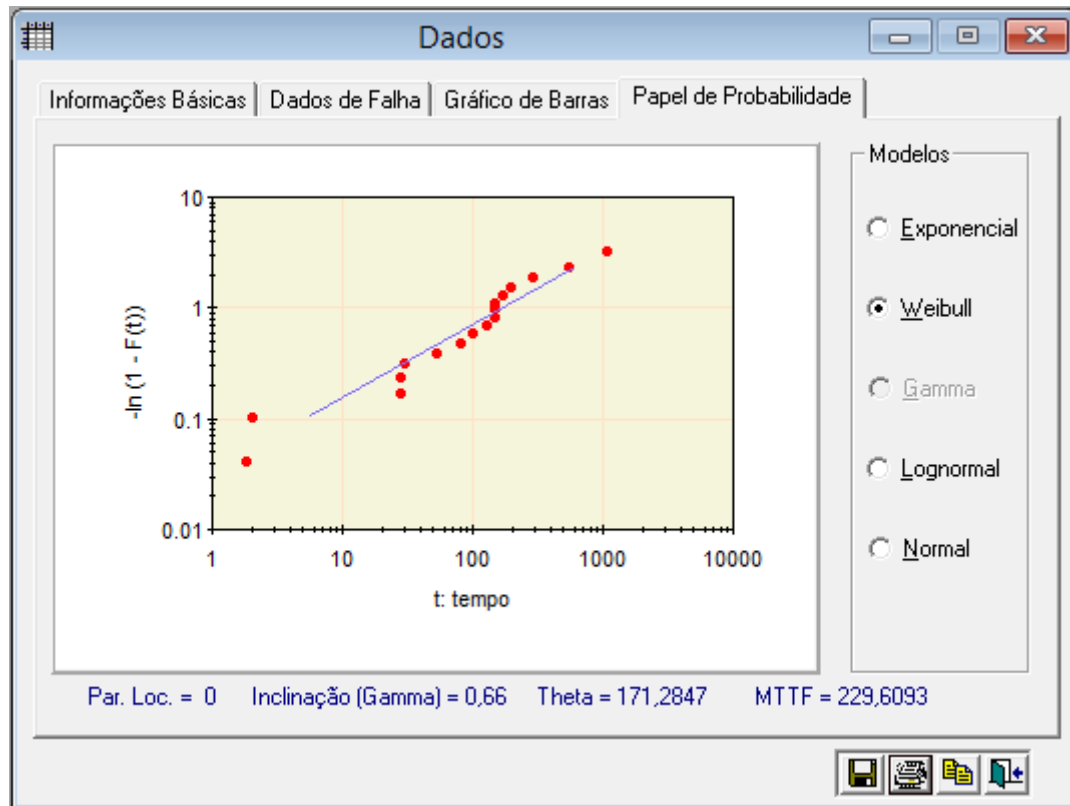 Dados
Informações Básicas
Dados de Falha
Gráfico de Barras
Papel de Probabilidade
-ln (1 - F(t))
10
1
0.1
0.01
1
10
100
1000
10000
t: tempo
Modelos
Exponencial
Weibull
Gamma
Lognormal
Normal
Par. Loc. = 0 Inclinação (Gamma) = 0,66 Theta = 171,2847 MTTF = 229,6093